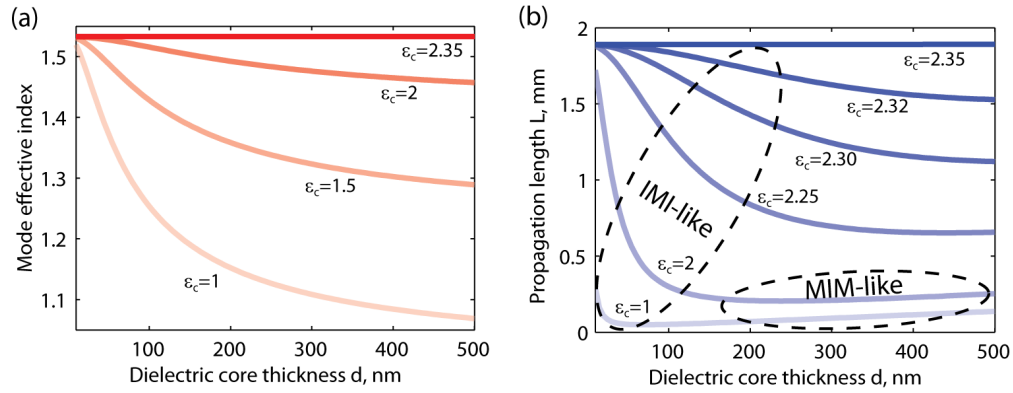 (a)
Mode effective index
1.5
1.4
1.3
1.2
1.1
εc=2.35
εc=2
εc=1.5
εc=1
100 200 300 400 500
Dielectric core thickness d, nm
(b)
Propagation length L, mm
2
1.5
1
0.5
0
εc=2.35
εc=2.32
εc=2.30
εc=2.25
IMI-like
εc=2
MIM-like
εc=1
100 200 300 400 500
Dielectric core thickness d, nm